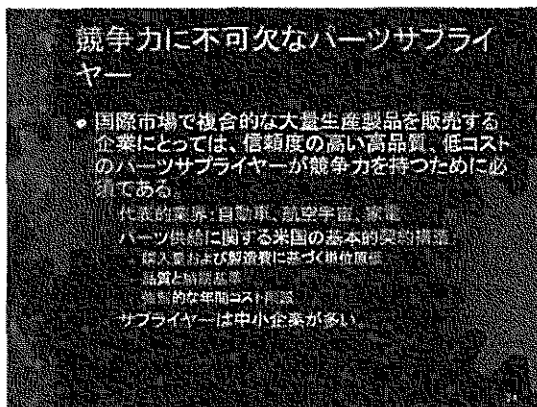 競争力に不可欠なパーツサプライ
ヤー
国際市場で複合的な大量生産製品を販売する
企業にとっては、信頼度の高い高品質、低コスト
のパーツサプライヤーが競争力を持つために必
須である
代表的業界:自動車、航空宇宙、家電
パーツ供給に関する米国の基本的契約構造
購入量および製造費に基づく単位原価
品質と納期基準
的な年間コスト
サプライヤーは中小企業が多い